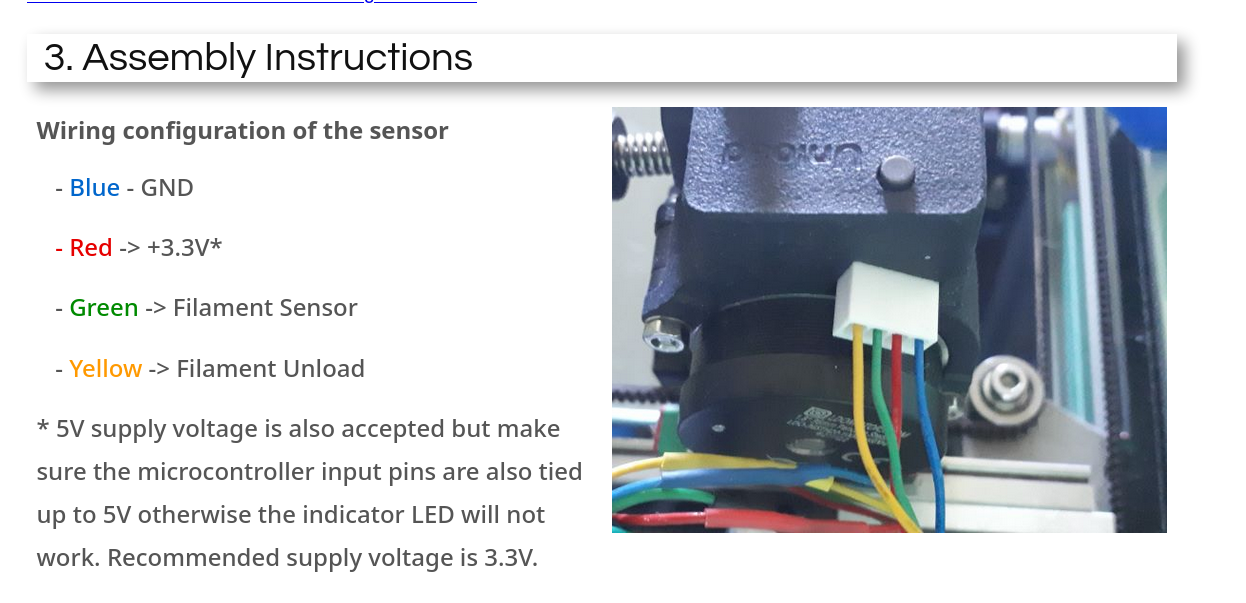 3. Assembly Instructions
Wiring configuration of the sensor
- Blue - GND
- Red -> +3.3V*
- Green -> Filament Sensor
- Yellow -> Filament Unload
* 5V supply voltage is also accepted but make
sure the microcontroller input pins are also tied
up to 5V otherwise the indicator LED will not
work. Recommended supply voltage is 3.3V.